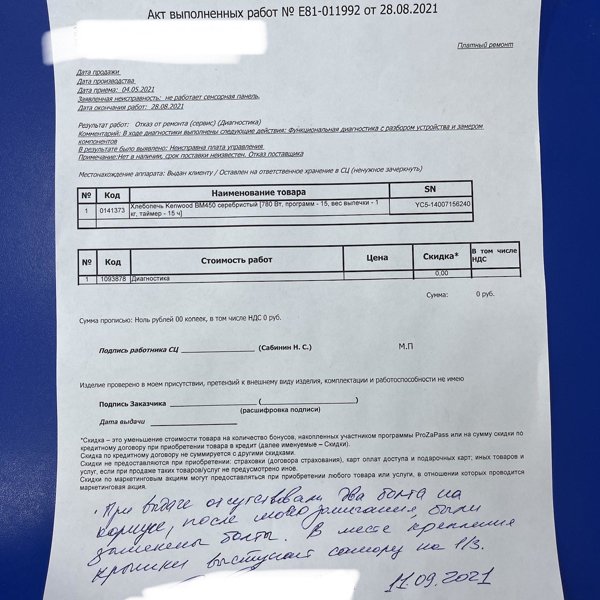 Акт выполненных работ № E81-011992 от 28.08.2021
Платный ремонт
Дата продажи
Дата производства
Дата приема: 04.05.2021
Заявленная неисправность: не работает сенсорная панель,
Дата окончания работ: 28.08.2021
Результат работ: Отказ от ремонта (сервис) (Диагностика)
Комментарий: В ходе диагностики выполнены следующие действия: Функциональная диагностика с разбором устройства и замером
компонентов
В результате было выявлено: Неисправна плата управления
Примечание:Нет в наличии, срок поставки неизвестен. Отказ поставщика
Местонахождение аппарата: Выдан клиенту / Оставлен на ответственное хранение в СЦ (ненужное зачеркнуть)
№ Код Наименование товара SN
1 0141373 Хлебопечь Kenwood BM450 серебристый [780 Вт, программ - 15, вес выпечки - 1 YC5-14007156240
кг, таймер - 15 ч]
№ Код Стоимость работ Цена Скидка* В том числе
НДС
1 1093878 Диагностика 0,00
Сумма: 0 руб.
Сумма прописью: Ноль рублей 00 копеек, в том числе НДС 0 руб.
Подпись работника СЦ (Сабинин Н. С.) М.П
Изделие проверено в моем присутствии, претензий к внешнему виду изделия, комплектации и работоспособности не имею
Подпись Заказчика ( )
(расшифровка подписи)
Дата выдачи
*Скидка – это уменьшение стоимости товара на количество бонусов, накопленных участником программы ProZaPass или на сумму скидки по
кредитному договору при приобретении товара в кредит (далее именуемые – Скидки).
Скидка по кредитному договору не суммируется с другими скидками.
Скидки не предоставляются при приобретении: страховки (договора страхования), карт оплат доступа и подарочных карт; иных товаров и
услуг, если при продаже таких товаров\услуг не предусмотрено иное.
Скидки по маркетинговым акциям могут предоставляться при приобретении любого товара или услуги, в отношении которых проводится
маркетинговая акция.
При выдаче отсутствовали два болта на
корпусе, после моего замечания, были
заменены болты. В месте крепления
крышки выступает саморез на 1/3.
11.09.2021